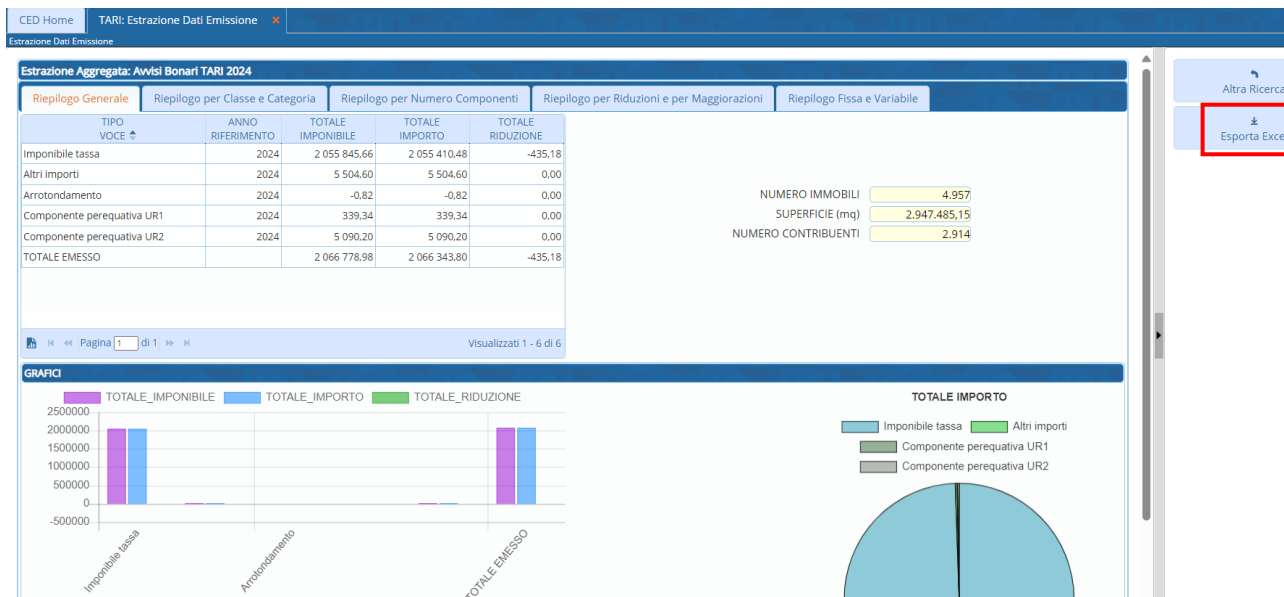 CED Home TARI: Estrazione Dati Emissione ×
Estrazione Dati Emissione
Estrazione Aggregata: Avvisi Bonari TARI 2024
Riepilogo Generale Riepilogo per Classe e Categoria Riepilogo per Numero Componenti Riepilogo per Riduzioni e per Maggiorazioni Riepilogo Fissa e Variabile
TIPO VOCE ANNO RIFERIMENTO TOTALE IMPONIBILE TOTALE IMPORTO TOTALE RIDUZIONE
Imponibile tassa 2024 2 055 845,66 2 055 410,48 -435,18
Altri importi 2024 5 504,60 5 504,60 0,00
Arrotondamento 2024 -0,82 -0,82 0,00
Componente perequativa UR1 2024 339,34 339,34 0,00
Componente perequativa UR2 2024 5 090,20 5 090,20 0,00
TOTALE EMESSO 2 066 778,98 2 066 343,80 -435,18
Pagina 1 di 1 Visualizzati 1 - 6 di 6
NUMERO IMMOBILI 4.957
SUPERFICIE (mq) 2.947.485,15
NUMERO CONTRIBUENTI 2.914
Altra Ricerca
Esporta Exce
GRAFICI
TOTALE_IMPONIBILE TOTALE_IMPORTO TOTALE_RIDUZIONE
2500000
2000000
1500000
1000000
500000
0
-500000
Imponibile tassa
Arrotondamento
TOTALE EMESSO
TOTALE IMPORTO
Imponibile tassa Altri importi
Componente perequativa UR1
Componente perequativa UR2